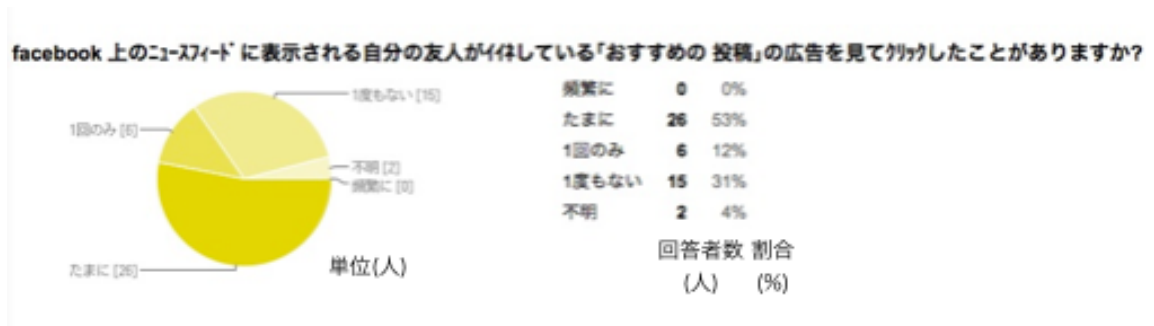 facebook 上のﾆｭｰｽﾌｨｰﾄﾞに表示される自分の友人がｲｲﾈしている「おすすめの 投稿」の広告を見てｸﾘｯｸしたことがありますか?
1度もない [15]
1回のみ [6]
不明 [2]
頻繁に [0]
たまに [26]
単位(人)
頻繁に 0 0%
たまに 26 53%
1回のみ 6 12%
1度もない 15 31%
不明 2 4%
回答者数 割合
(人) (%)